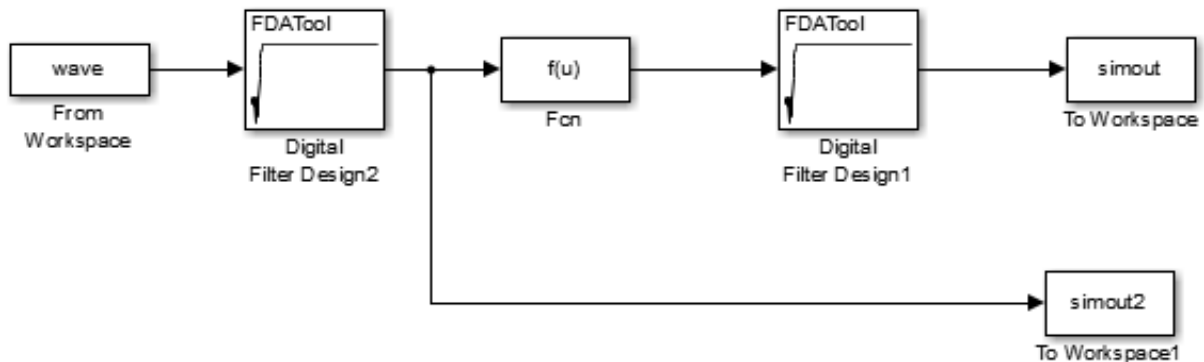 FDATool
FDATool
wave
f(u)
simout
From
Workspace
Fcn
To Workspace
Digital
Filter Design2
Digital
Filter Design1
simout2
To Workspace1